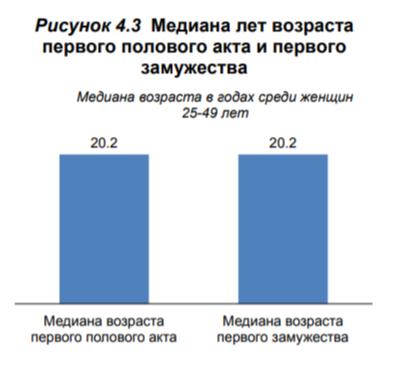 Рисунок 4.3 Медиана лет возраста
первого полового акта и первого
замужества
Медиана возраста в годах среди женщин
25-49 лет
20.2 20.2
Медиана возраста
первого полового акта
Медиана возраста
первого замужества